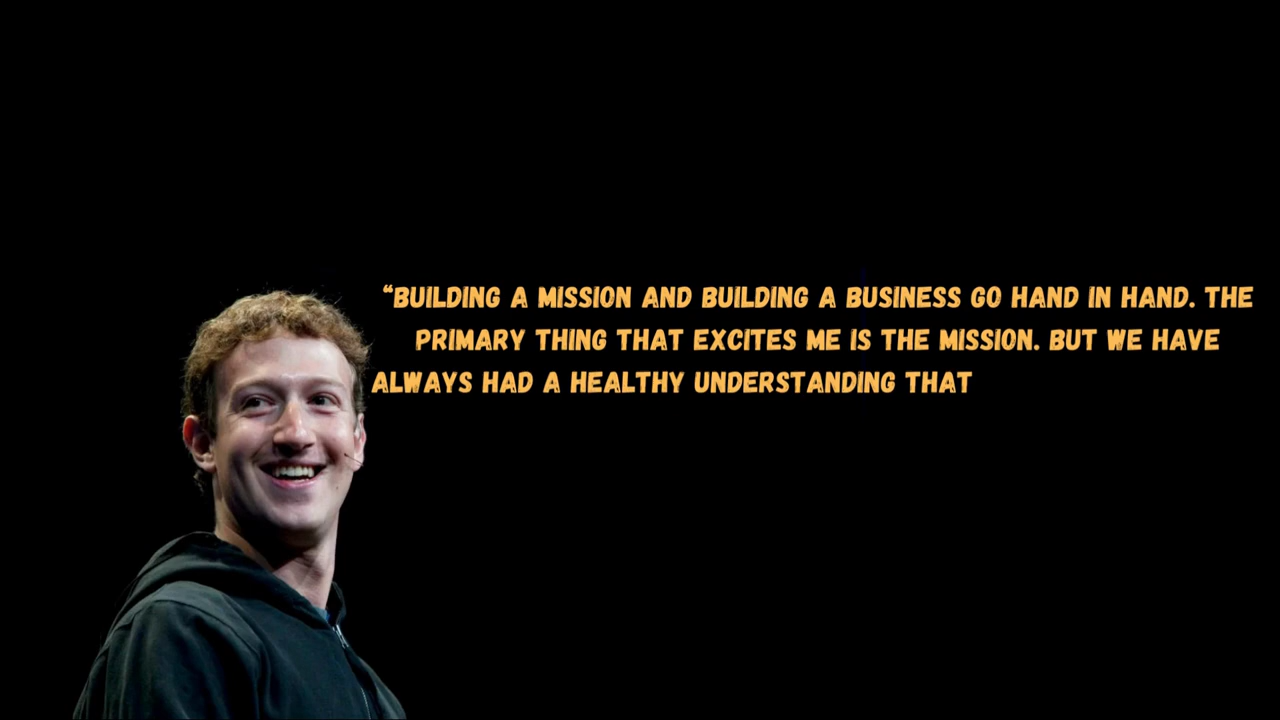 “BUILDING A MISSION AND BUILDING A BUSINESS GO HAND IN HAND. THE
PRIMARY THING THAT EXCITES ME IS THE MISSION. BUT WE HAVE
ALWAYS HAD A HEALTHY UNDERSTANDING THAT